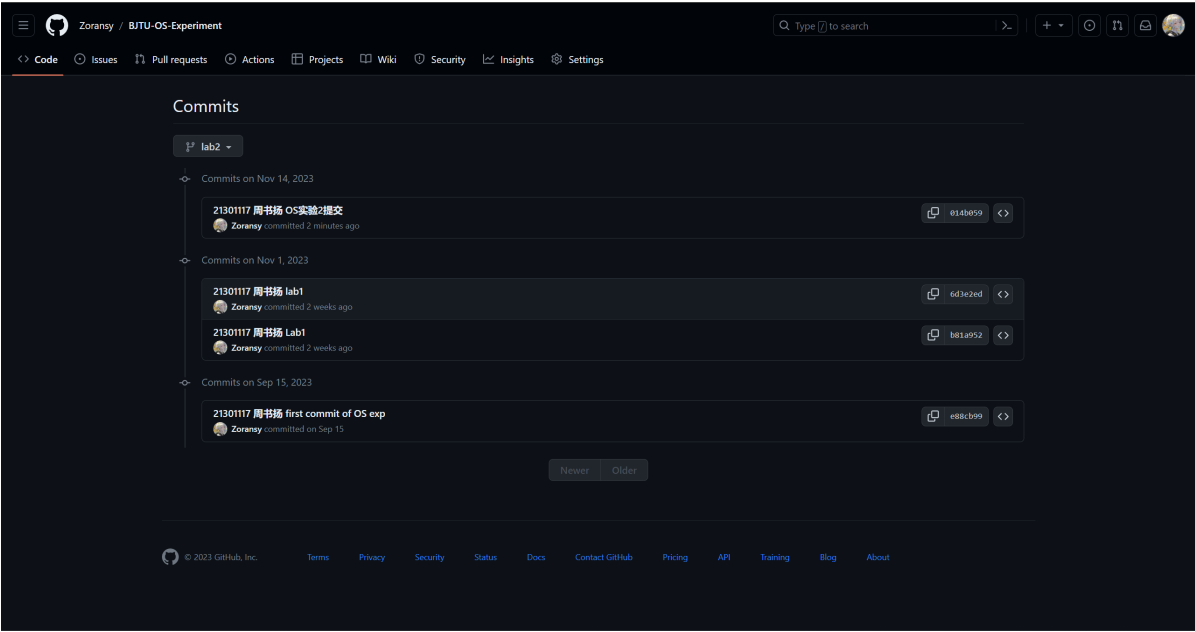 Zoransy / BJTU-OS-Experiment
Type / to search
Code Issues Pull requests Actions Projects Wiki Security Insights Settings
Commits
lab2
Commits on Nov 14, 2023
21301117 周书扬 OS实验2提交
014b059
Zoransy committed 2 minutes ago
Commits on Nov 1, 2023
21301117 周书扬 lab1
6d3e2ed
Zoransy committed 2 weeks ago
21301117 周书扬 Lab1
b81a952
Zoransy committed 2 weeks ago
Commits on Sep 15, 2023
21301117 周书扬 first commit of OS exp
e88cb99
Zoransy committed on Sep 15
Newer Older
© 2023 GitHub, Inc. Terms Privacy Security Status Docs Contact GitHub Pricing API Training Blog About